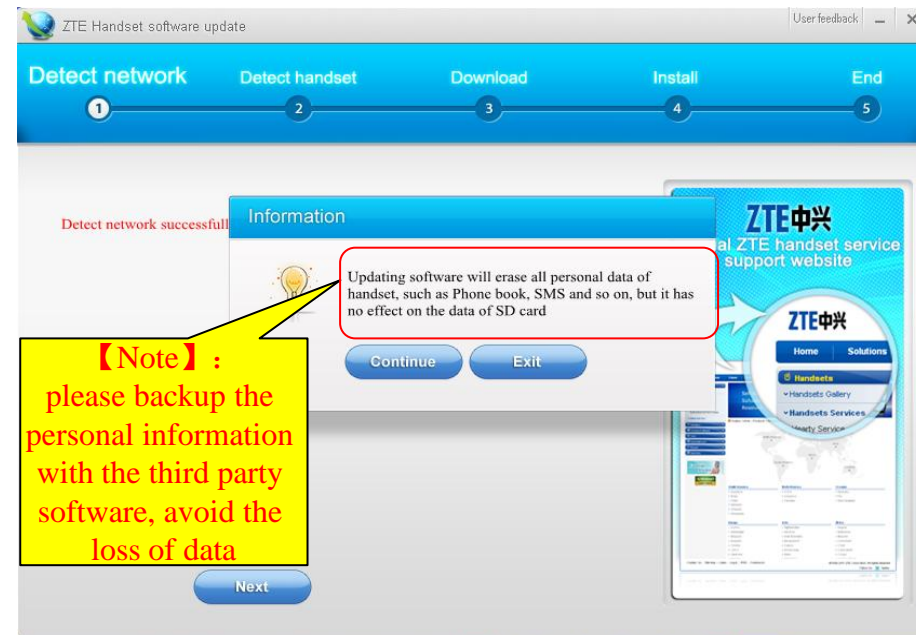 ZTE Handset software update
User feedback
Detect network
Detect handset
Download
Install
End
1
2
3
4
5
Detect network successfull
Information
Updating software will erase all personal data of
handset, such as Phone book, SMS and so on, but it has
no effect on the data of SD card
Continue
Exit
【Note】：
please backup the
personal information
with the third party
software, avoid the
loss of data
Next
ZTE中兴
al ZTE handset service
support website
ZTE中兴
Home
Solutions
Handsets
Handsets Gallery
Handsets Services
Hearty Service